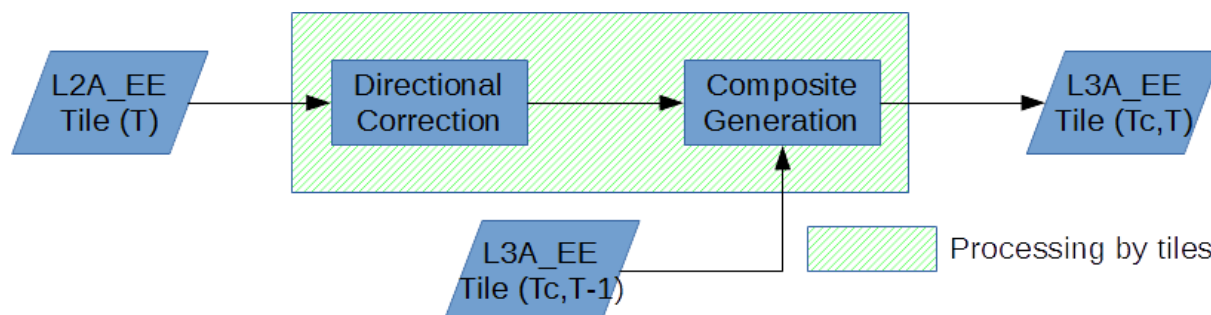 L2A_EE
Tile (T)
Directional
Correction
Composite
Generation
L3A_EE
Tile (Tc,T)
L3A_EE
Tile (Tc,T-1)
Processing by tiles